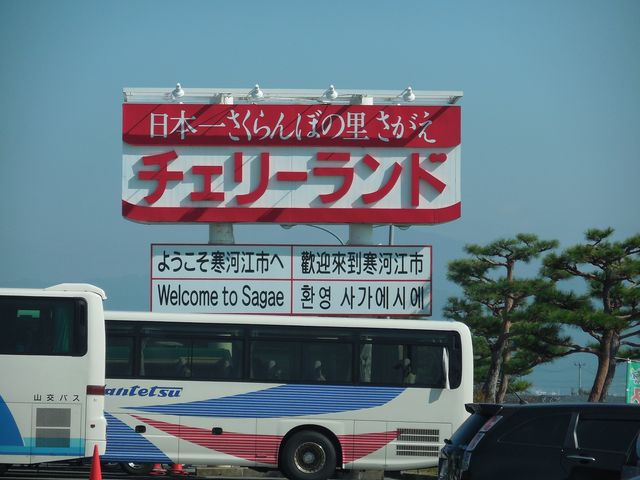 日本一さくらんぼの里 さがえ
チェリーランド
ようこそ寒河江市へ
歡迎來到寒河江市
Welcome to Sagae
환영 사가에시에
antetsu
山交バス